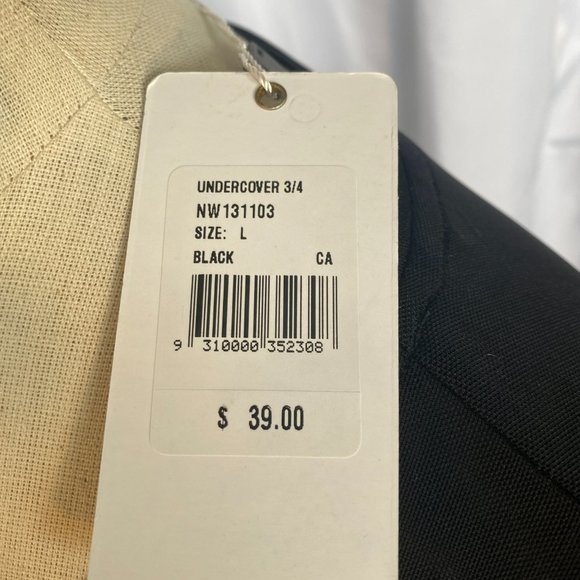 UNDERCOVER 3/4
NW131103
SIZE: L
BLACK CA
9 310000 352308
$ 39.00